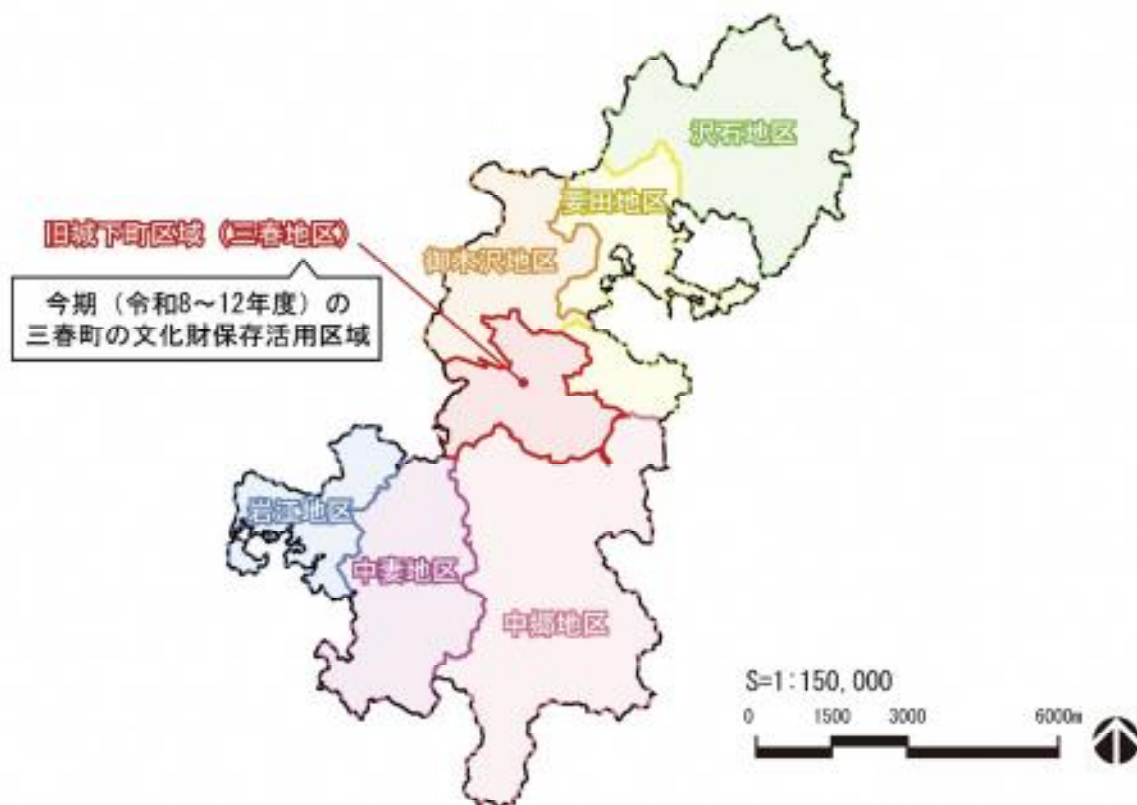 沢石地区
要田地区
旧城下町区域（三春地区）
御木沢地区
今期（令和8～12年度）の
三春町の文化財保存活用区域
岩江地区
中妻地区
中郷地区
S=1:150,000
0 1500 3000 6000m